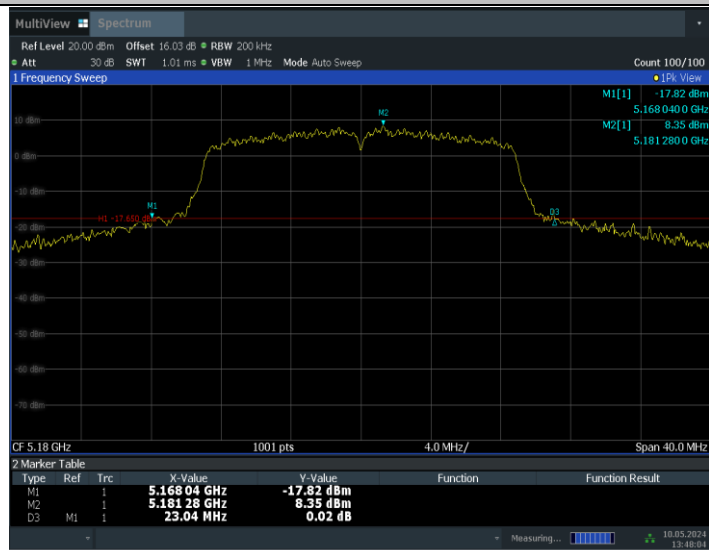 MultiView Spectrum
Ref Level 20.00 dBm Offset 16.03 dB RBW 200 kHz
Att 30 dB SWT 1.01 ms VBW 1 MHz Mode Auto Sweep Count 100/100
1 Frequency Sweep 1Pk View
M1[1] -17.82 dBm
5.168 040 0 GHz
M2[1] 8.35 dBm
5.181 280 0 GHz
M2
10 dBm
0 dBm
-10 dBm
M1
H1 -17.650 dBm
D3
-20 dBm
-30 dBm
-40 dBm
-50 dBm
-60 dBm
-70 dBm
CF 5.18 GHz 1001 pts 4.0 MHz/ Span 40.0 MHz
2 Marker Table
Type Ref Trc X-Value Y-Value Function Function Result
M1 1 5.168 04 GHz -17.82 dBm
M2 1 5.181 28 GHz 8.35 dBm
D3 M1 1 23.04 MHz 0.02 dB
Measuring... 10.05.2024
13:48:04